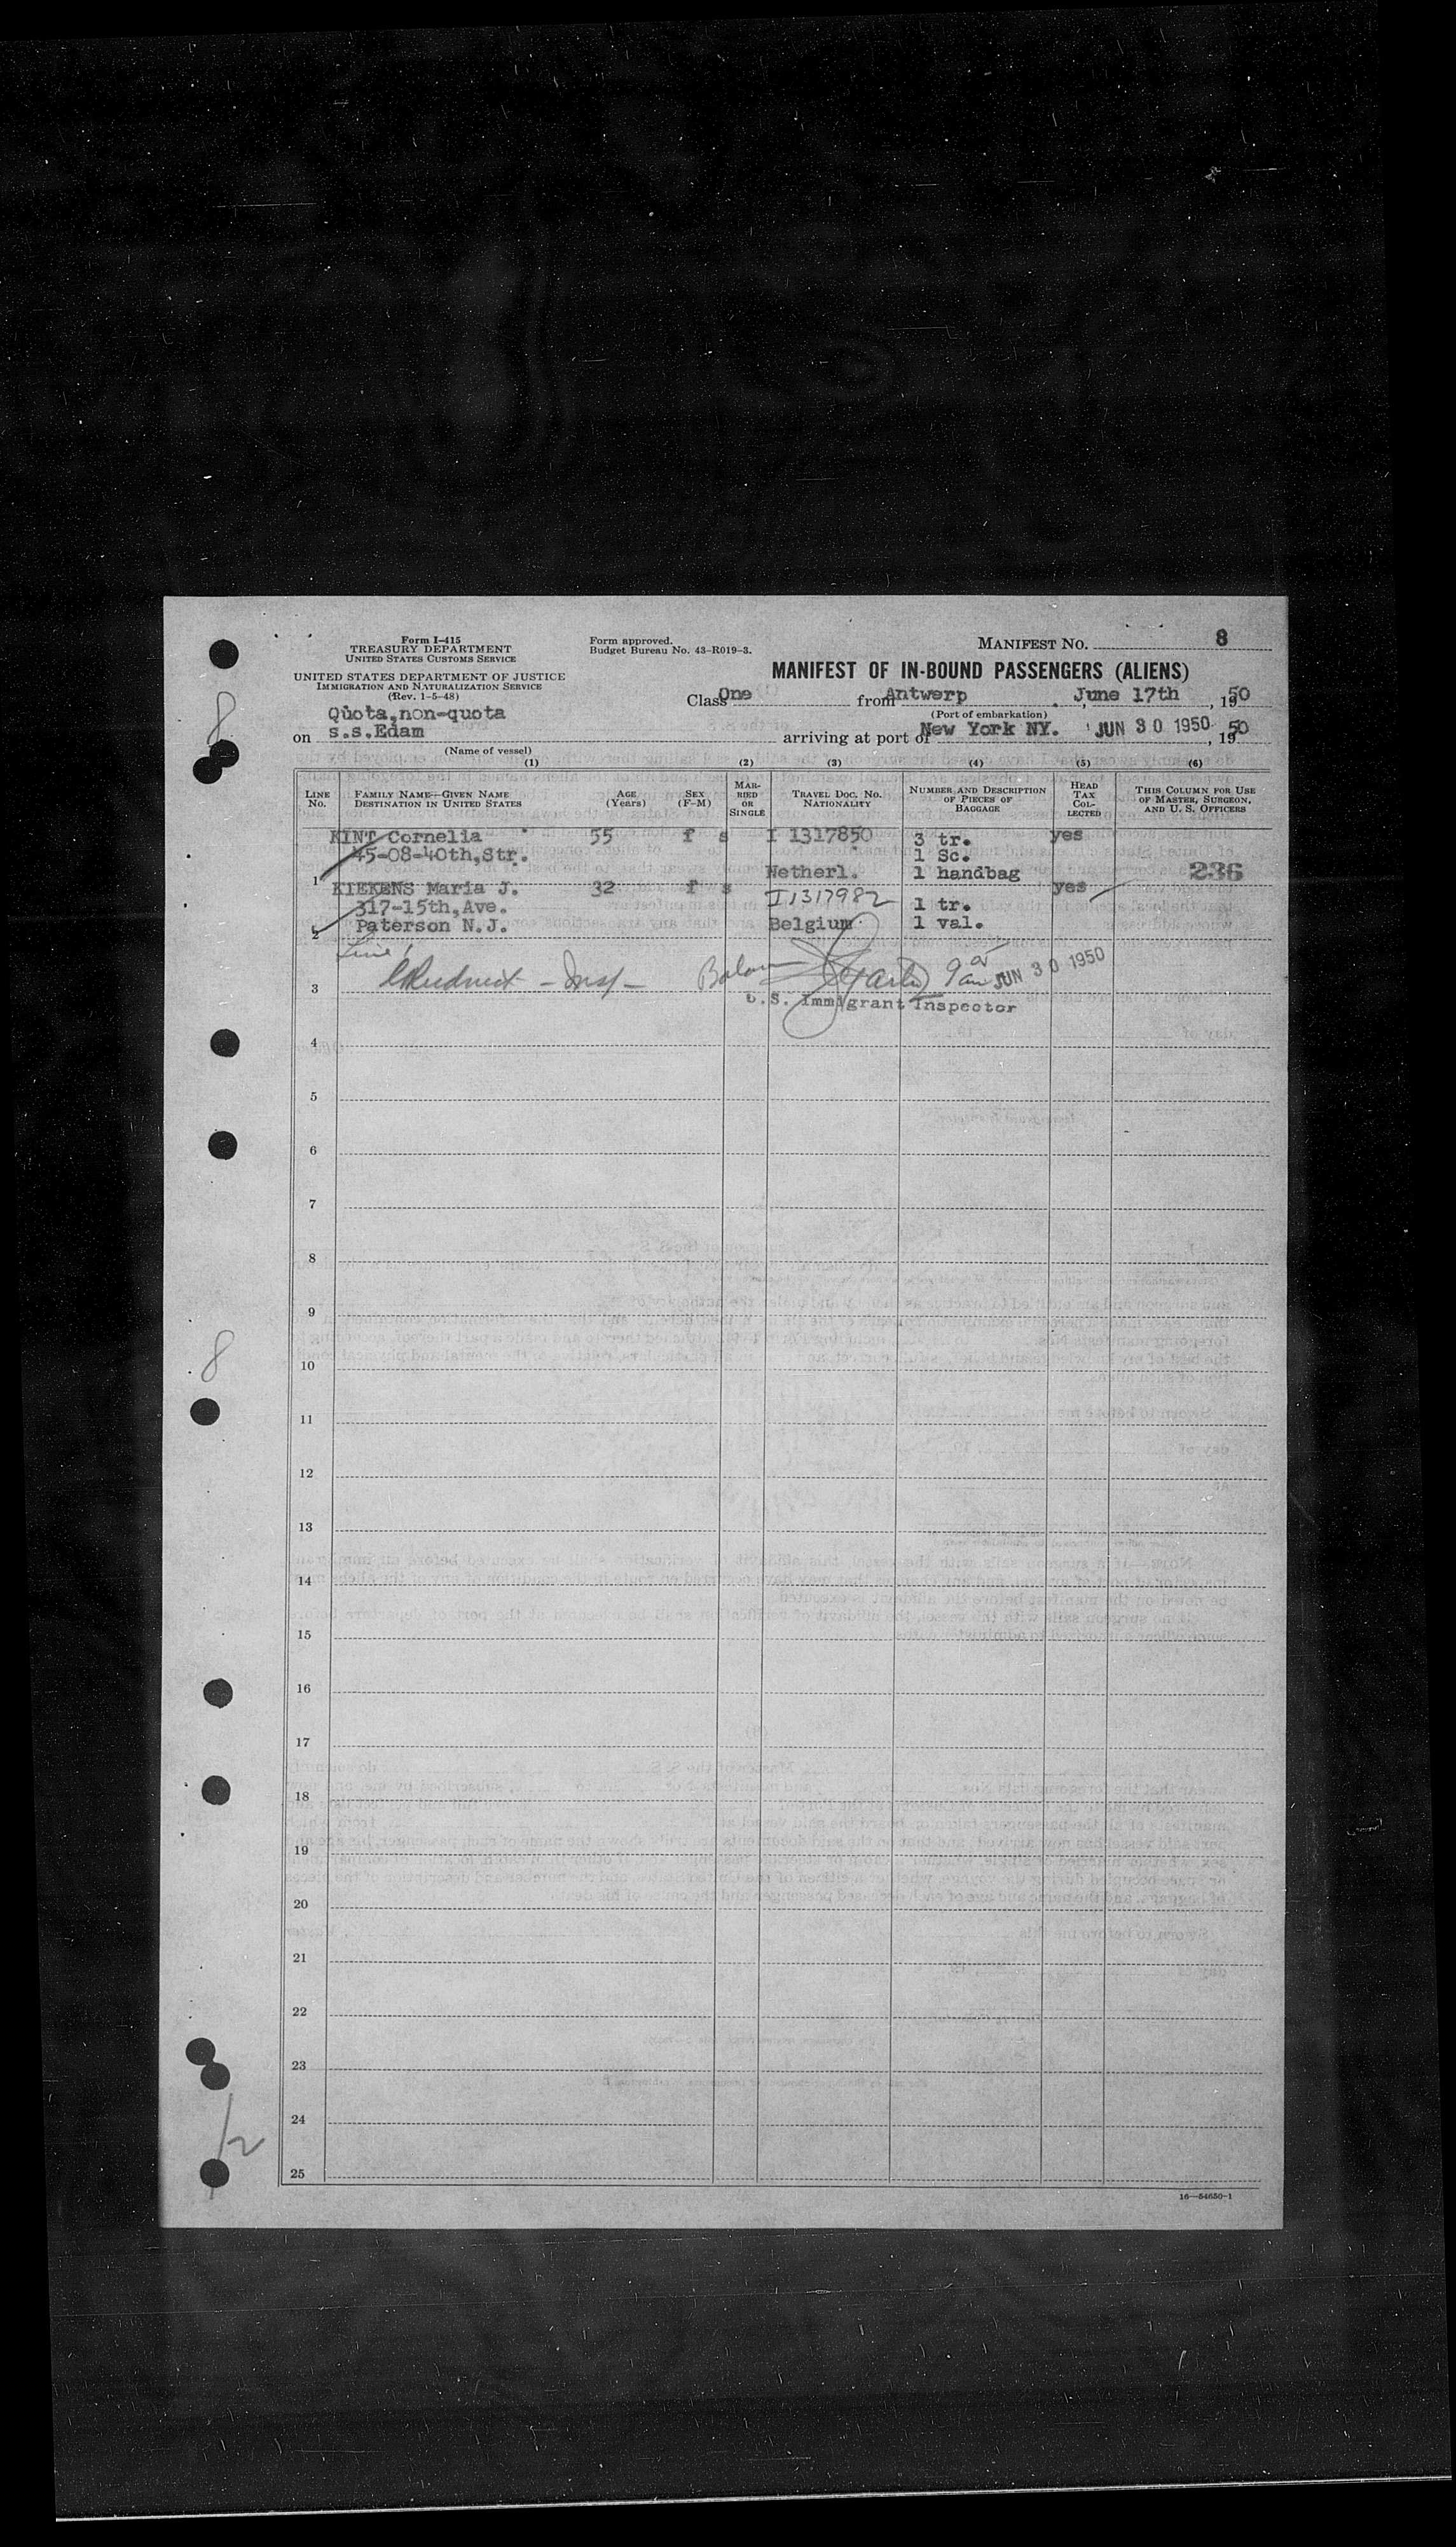 Form I-415
TREASURY DEPARTMENT
UNITED STATES CUSTOMS SERVICE
UNITED STATES DEPARTMENT OF JUSTICE
IMMIGRATION AND NATURALIZATION SERVICE
(Rev. 1-5-48)
Form approved.
Budget Bureau No. 43-R019-3.
MANIFEST NO. 8
MANIFEST OF IN-BOUND PASSENGERS (ALIENS)
Class One from Antwerp , June 17th , 1950
(Port of embarkation)
Quota,non-quota
on s.s.Edam arriving at port of New York NY. JUN 30 1950 , 1950
(Name of vessel)
(1) (2) (3) (4) (5) (6)
LINE No. FAMILY NAME—GIVEN NAME DESTINATION IN UNITED STATES AGE (Years) SEX (F-M) MARRIED OR SINGLE TRAVEL DOC. NO. NATIONALITY NUMBER AND DESCRIPTION OF PIECES OF BAGGAGE HEAD TAX COLLECTED THIS COLUMN FOR USE OF MASTER, SURGEON, AND U. S. OFFICERS
KINT Cornelia 55 f s I 1317850 3 tr. yes
45-08-40th,Str. 1 Sc.
1 Netherl. 1 handbag 236
KIEKENS Maria J. 32 f s I1317982 yes
317-15th,Ave. 1 tr.
2 Paterson N.J. Belgium 1 val.
Line 1
3 JUN 30 1950
U.S. Immigrant Inspector
4
5
6
7
8
9
10
11
12
13
14
15
16
17
18
19
20
21
22
23
24
25
16—54650-1
8
8